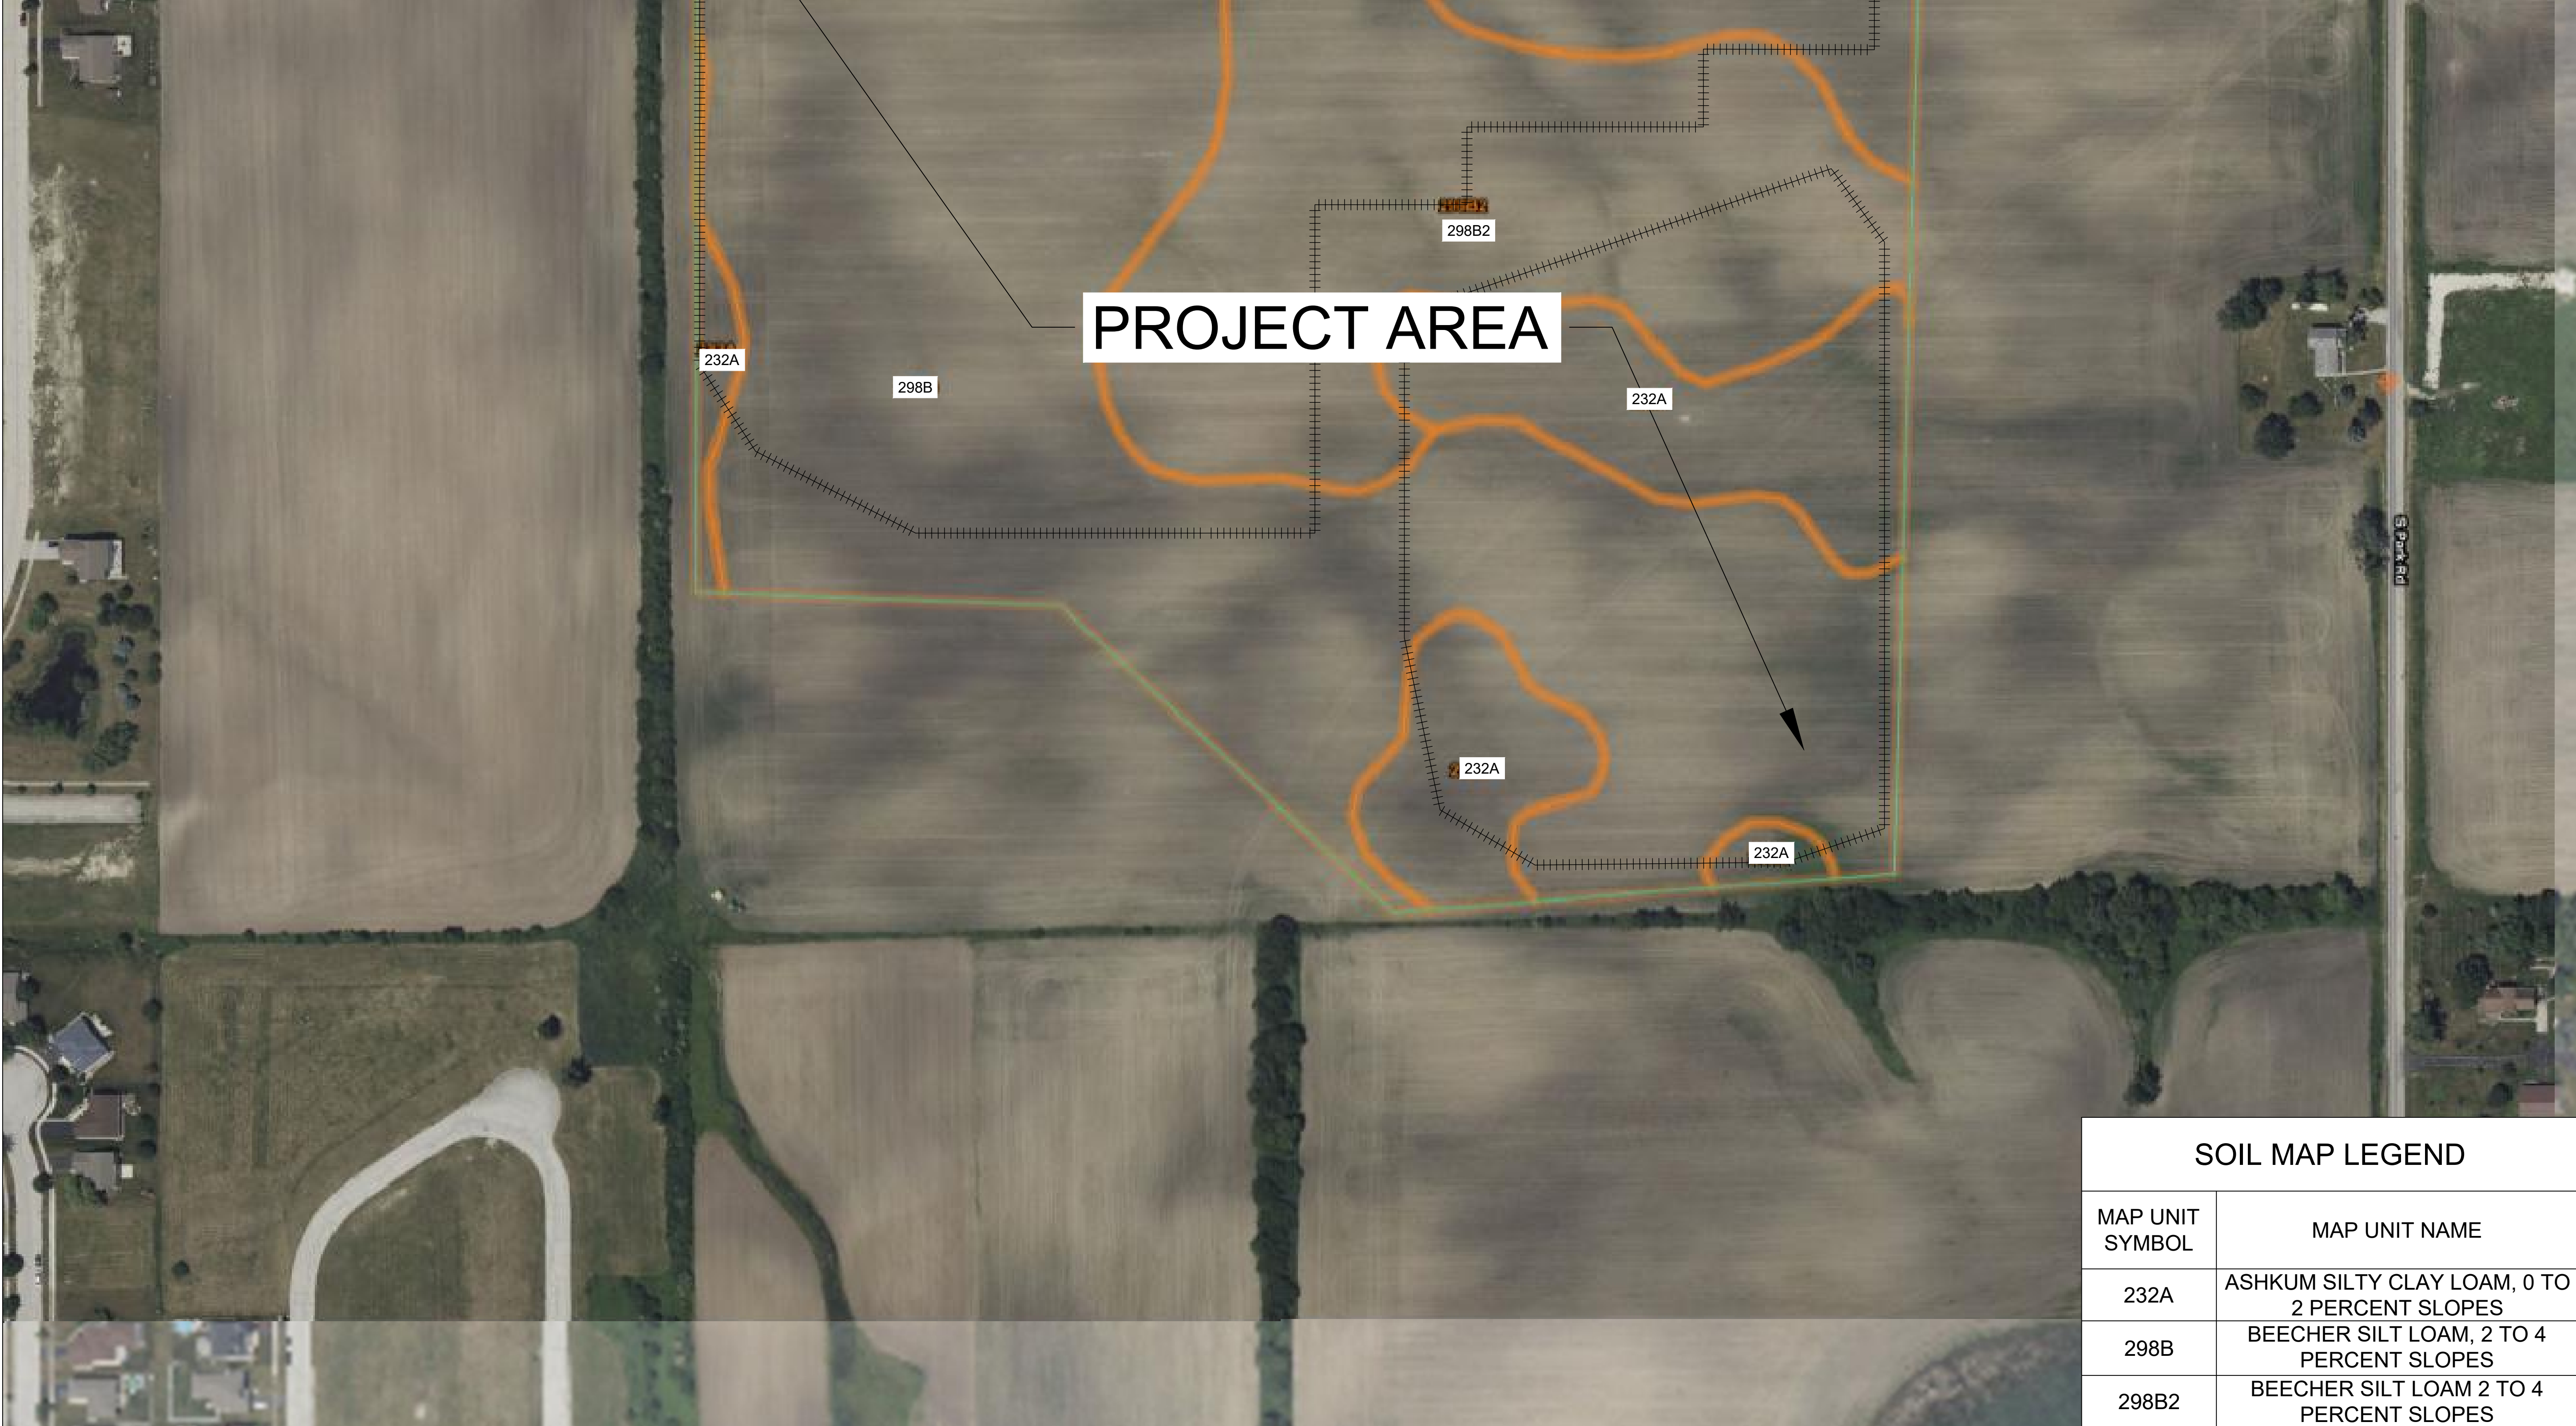 298B2
PROJECT AREA
232A
298B
232A
S Park Rd
232A
232A
SOIL MAP LEGEND
MAP UNIT SYMBOL
MAP UNIT NAME
232A
ASHKUM SILTY CLAY LOAM, 0 TO
2 PERCENT SLOPES
298B
BEECHER SILT LOAM, 2 TO 4
PERCENT SLOPES
298B2
BEECHER SILT LOAM 2 TO 4
PERCENT SLOPES